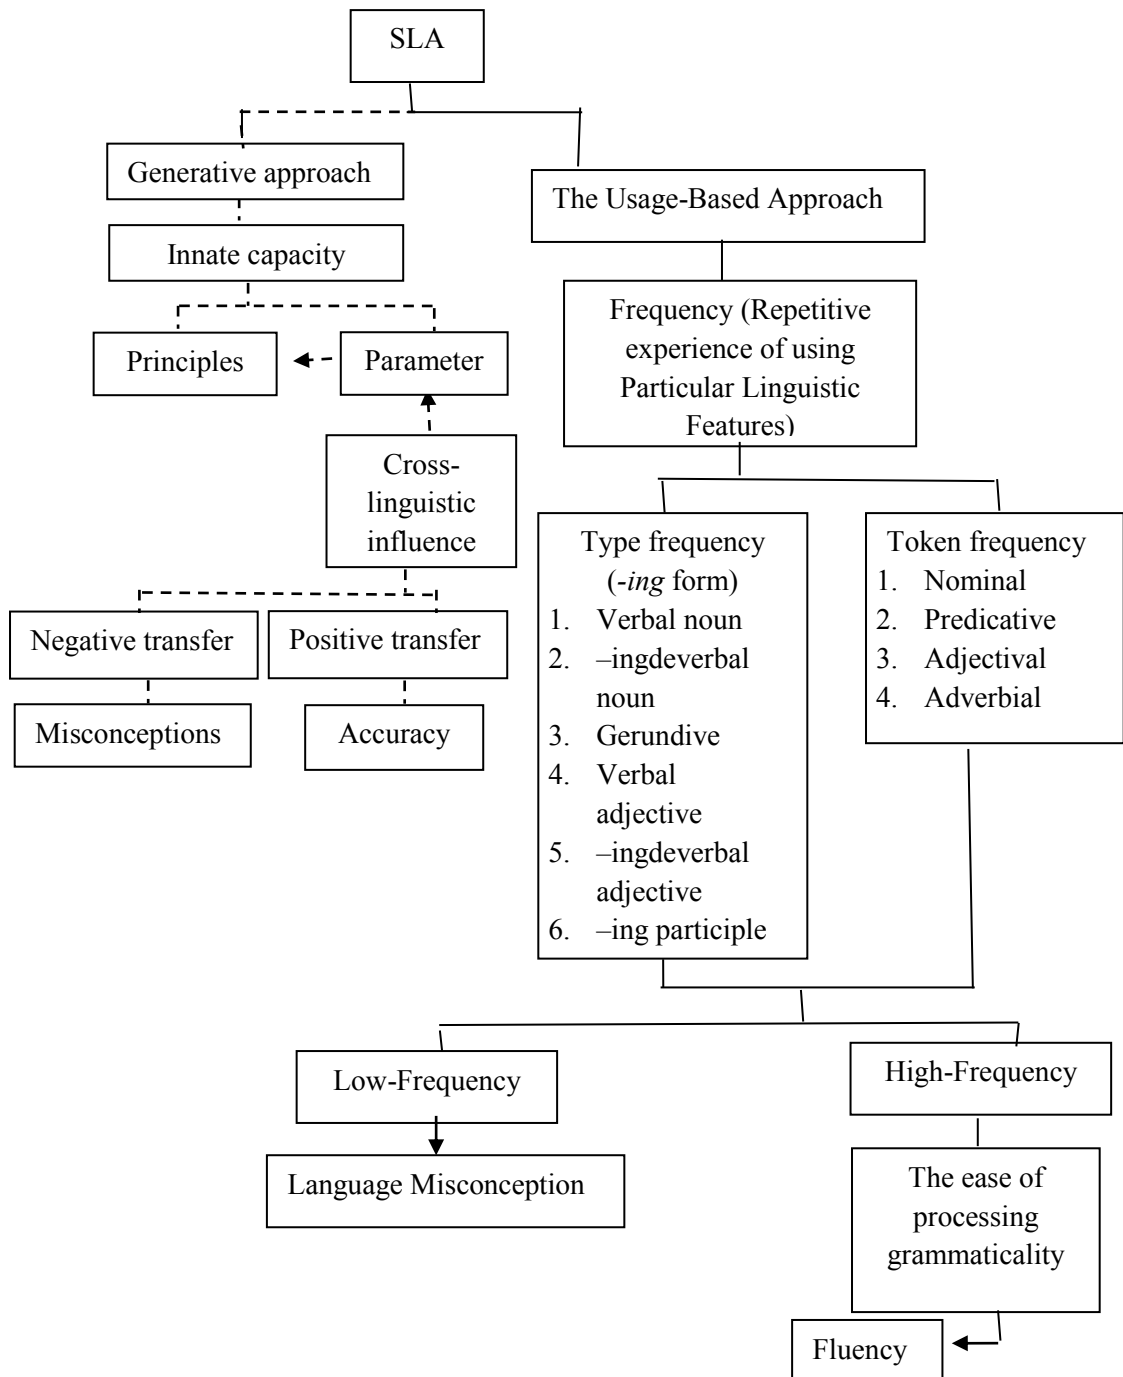 SLA
Generative approach
The Usage-Based Approach
Innate capacity
Frequency (Repetitive
experience of using
Particular Linguistic
Features)
Principles
Parameter
Cross-
linguistic
influence
Type frequency
(-ing form)
1. Verbal noun
2. –ingdeverbal
noun
3. Gerundive
4. Verbal
adjective
5. –ingdeverbal
adjective
6. –ing participle
Token frequency
1. Nominal
2. Predicative
3. Adjectival
4. Adverbial
Negative transfer
Positive transfer
Misconceptions
Accuracy
Low-Frequency
High-Frequency
Language Misconception
The ease of
processing
grammaticality
Fluency